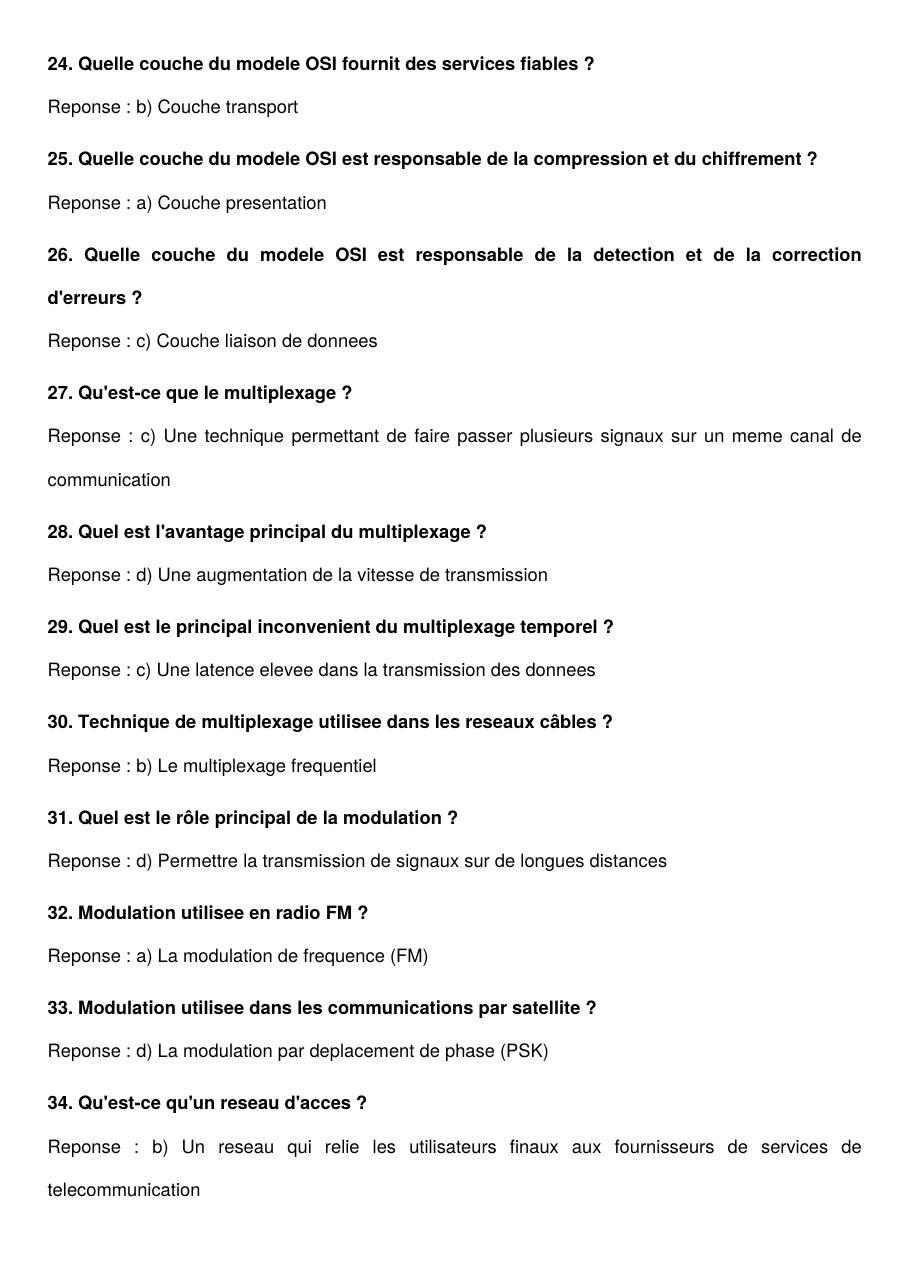 24. Quelle couche du modele OSI fournit des services fiables ?
Reponse : b) Couche transport
25. Quelle couche du modele OSI est responsable de la compression et du chiffrement ?
Reponse : a) Couche presentation
26. Quelle couche du modele OSI est responsable de la detection et de la correction
d'erreurs ?
Reponse : c) Couche liaison de donnees
27. Qu'est-ce que le multiplexage ?
Reponse : c) Une technique permettant de faire passer plusieurs signaux sur un meme canal de
communication
28. Quel est l'avantage principal du multiplexage ?
Reponse : d) Une augmentation de la vitesse de transmission
29. Quel est le principal inconvenient du multiplexage temporel ?
Reponse : c) Une latence elevee dans la transmission des donnees
30. Technique de multiplexage utilisee dans les reseaux câbles ?
Reponse : b) Le multiplexage frequentiel
31. Quel est le rôle principal de la modulation ?
Reponse : d) Permettre la transmission de signaux sur de longues distances
32. Modulation utilisee en radio FM ?
Reponse : a) La modulation de frequence (FM)
33. Modulation utilisee dans les communications par satellite ?
Reponse : d) La modulation par deplacement de phase (PSK)
34. Qu'est-ce qu'un reseau d'acces ?
Reponse : b) Un reseau qui relie les utilisateurs finaux aux fournisseurs de services de
telecommunication